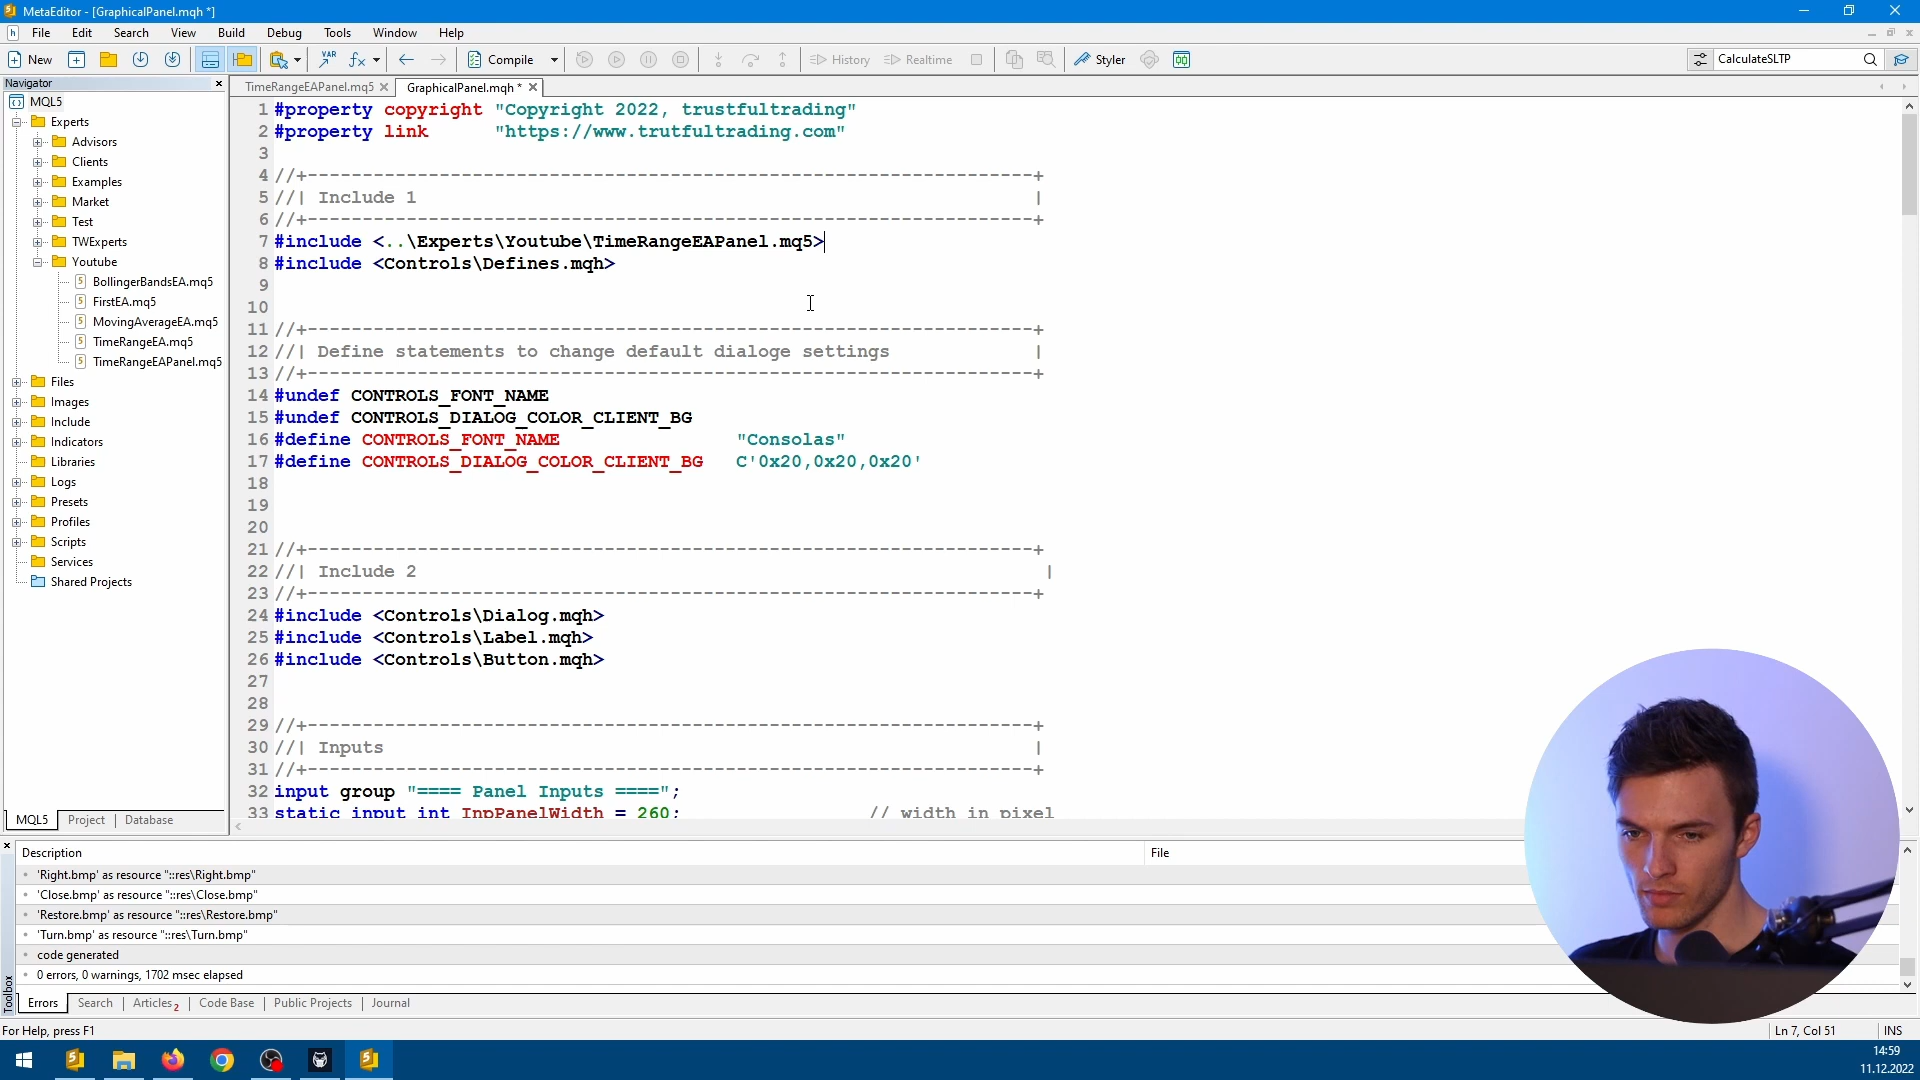 MetaEditor - [GraphicalPanel.mqh *]
File Edit Search View Build Debug Tools Window Help
New Compile History Realtime Styler CalculateSLTP
Navigator
MQL5
Experts
Advisors
Clients
Examples
Market
Test
TWExperts
Youtube
BollingerBandsEA.mq5
FirstEA.mq5
MovingAverageEA.mq5
TimeRangeEA.mq5
TimeRangeEAPanel.mq5
Files
Images
Include
Indicators
Libraries
Logs
Presets
Profiles
Scripts
Services
Shared Projects
MQL5 Project Database
TimeRangeEAPanel.mq5 GraphicalPanel.mqh *
1 #property copyright "Copyright 2022, trustfultrading"
2 #property link      "https://www.trutfultrading.com"
3
4 //+------------------------------------------------------------------+
5 //| Include 1                                                        |
6 //+------------------------------------------------------------------+
7 #include <..\Experts\Youtube\TimeRangeEAPanel.mq5>
8 #include <Controls\Defines.mqh>
9
10
11 //+------------------------------------------------------------------+
12 //| Define statements to change default dialoge settings             |
13 //+------------------------------------------------------------------+
14 #undef CONTROLS_FONT_NAME
15 #undef CONTROLS_DIALOG_COLOR_CLIENT_BG
16 #define CONTROLS_FONT_NAME                "Consolas"
17 #define CONTROLS_DIALOG_COLOR_CLIENT_BG   C'0x20,0x20,0x20'
18
19
20
21 //+------------------------------------------------------------------+
22 //| Include 2                                                         |
23 //+------------------------------------------------------------------+
24 #include <Controls\Dialog.mqh>
25 #include <Controls\Label.mqh>
26 #include <Controls\Button.mqh>
27
28
29 //+------------------------------------------------------------------+
30 //| Inputs                                                           |
31 //+------------------------------------------------------------------+
32 input group "==== Panel Inputs ====";
33 static input int InpPanelWidth = 260;                 // width in pixel
Description File
'Right.bmp' as resource "::res\Right.bmp"
'Close.bmp' as resource "::res\Close.bmp"
'Restore.bmp' as resource "::res\Restore.bmp"
'Turn.bmp' as resource "::res\Turn.bmp"
code generated
0 errors, 0 warnings, 1702 msec elapsed
Toolbox
Errors Search Articles 2 Code Base Public Projects Journal
For Help, press F1 Ln 7, Col 51 INS
14:59
11.12.2022